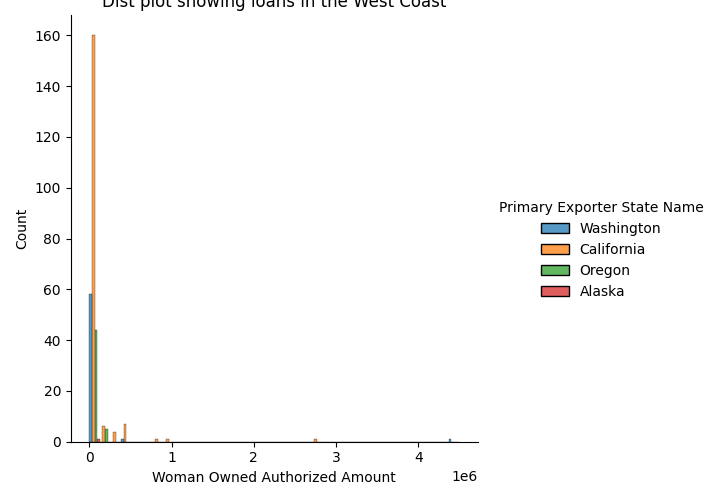 Dist plot showing loans in the West Coast
160
140
120
100
80
60
40
20
0
Count
0 1 2 3 4
1e6
Woman Owned Authorized Amount
Primary Exporter State Name
Washington
California
Oregon
Alaska